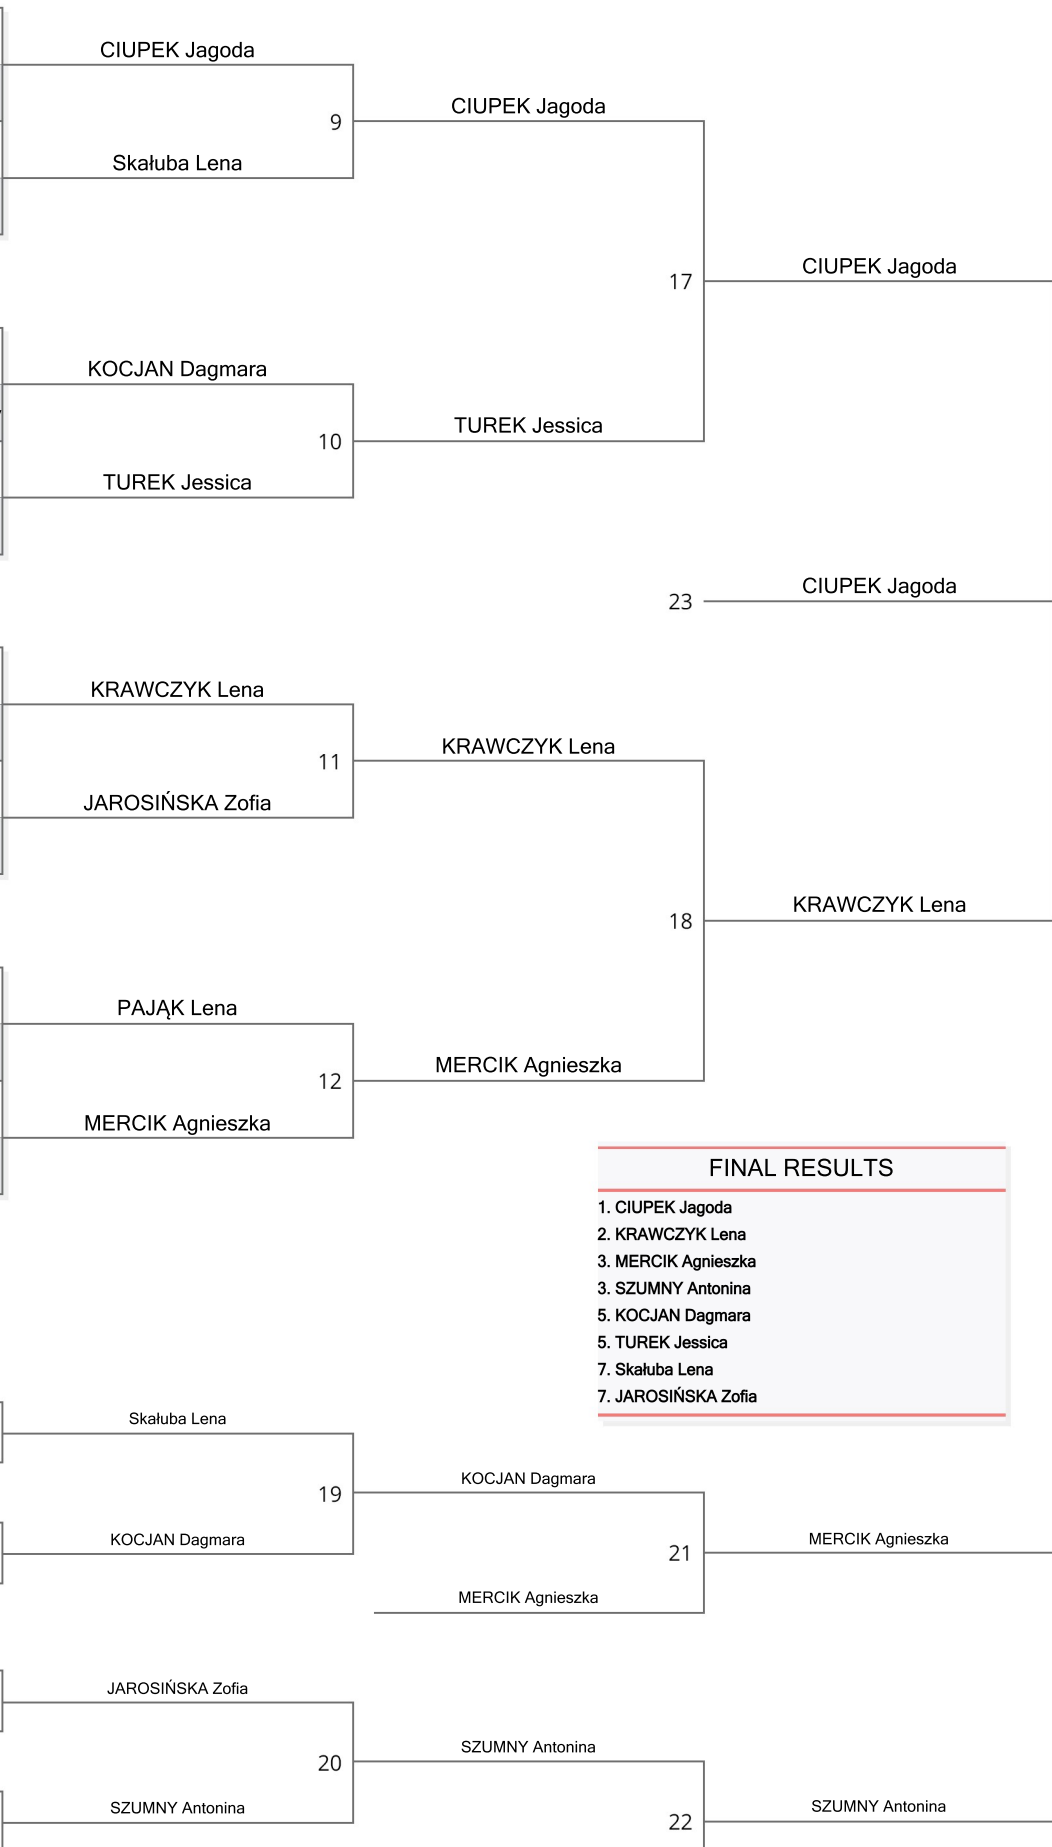 CIUPEK Jagoda
CIUPEK Jagoda
9
Skałuba Lena
CIUPEK Jagoda
17
KOCJAN Dagmara
TUREK Jessica
10
TUREK Jessica
CIUPEK Jagoda
23
KRAWCZYK Lena
KRAWCZYK Lena
11
JAROSIŃSKA Zofia
KRAWCZYK Lena
18
PAJĄK Lena
MERCIK Agnieszka
12
MERCIK Agnieszka
FINAL RESULTS
1. CIUPEK Jagoda
2. KRAWCZYK Lena
3. MERCIK Agnieszka
3. SZUMNY Antonina
5. KOCJAN Dagmara
5. TUREK Jessica
7. Skałuba Lena
7. JAROSIŃSKA Zofia
Skałuba Lena
KOCJAN Dagmara
19
KOCJAN Dagmara
MERCIK Agnieszka
21
MERCIK Agnieszka
JAROSIŃSKA Zofia
SZUMNY Antonina
20
SZUMNY Antonina
SZUMNY Antonina
22